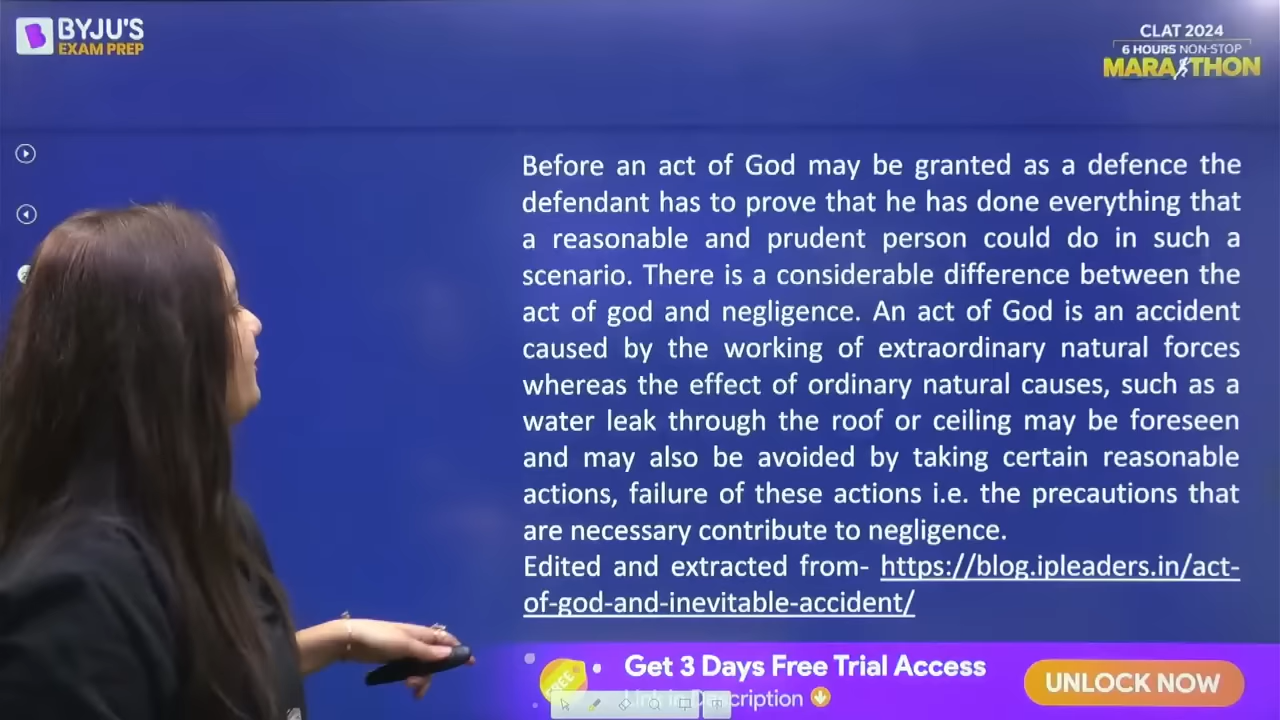 BYJU'S
EXAM PREP
CLAT 2024
6 HOURS NON-STOP
MARATHON
Before an act of God may be granted as a defence the
defendant has to prove that he has done everything that
a reasonable and prudent person could do in such a
scenario. There is a considerable difference between the
act of god and negligence. An act of God is an accident
caused by the working of extraordinary natural forces
whereas the effect of ordinary natural causes, such as a
water leak through the roof or ceiling may be foreseen
and may also be avoided by taking certain reasonable
actions, failure of these actions i.e. the precautions that
are necessary contribute to negligence.
Edited and extracted from- https://blog.ipleaders.in/act-
of-god-and-inevitable-accident/
FREE
Get 3 Days Free Trial Access
Link in Description
UNLOCK NOW